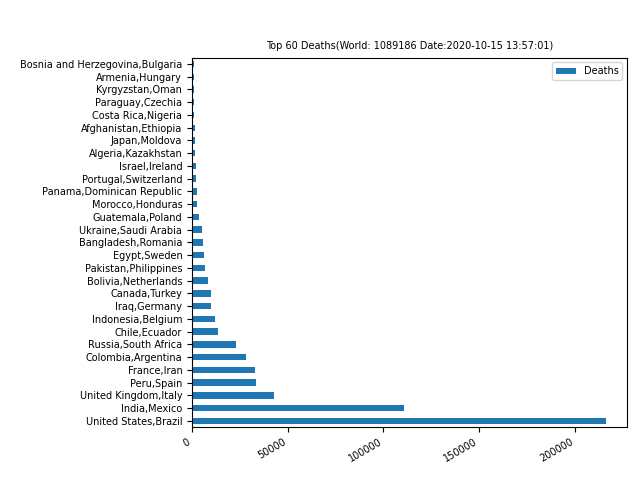 Top 60 Deaths(World: 1089186 Date:2020-10-15 13:57:01)
Deaths
Bosnia and Herzegovina,Bulgaria
Armenia,Hungary
Kyrgyzstan,Oman
Paraguay,Czechia
Costa Rica,Nigeria
Afghanistan,Ethiopia
Japan,Moldova
Algeria,Kazakhstan
Israel,Ireland
Portugal,Switzerland
Panama,Dominican Republic
Morocco,Honduras
Guatemala,Poland
Ukraine,Saudi Arabia
Bangladesh,Romania
Egypt,Sweden
Pakistan,Philippines
Bolivia,Netherlands
Canada,Turkey
Iraq,Germany
Indonesia,Belgium
Chile,Ecuador
Russia,South Africa
Colombia,Argentina
France,Iran
Peru,Spain
United Kingdom,Italy
India,Mexico
United States,Brazil
0 50000 100000 150000 200000